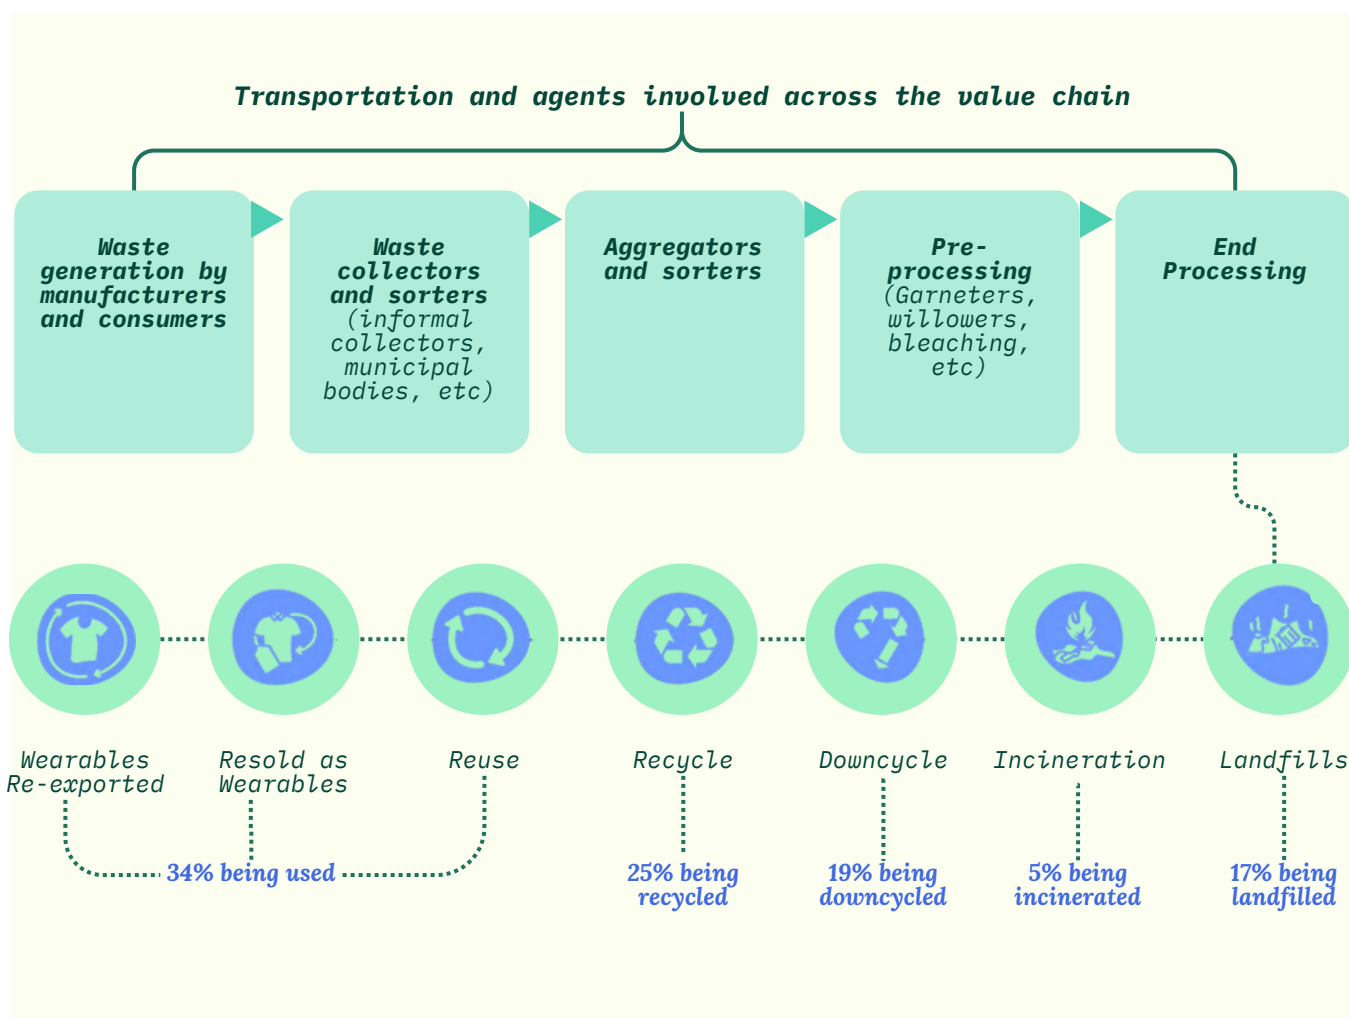 Transportation and agents involved across the value chain
Waste
generation by
manufacturers
and consumers
Waste
collectors
and sorters
(informal
collectors,
municipal
bodies, etc)
Aggregators
and sorters
Pre-
processing
(Garneters,
willowers,
bleaching,
etc)
End
Processing
Wearables
Re-exported
Resold as
Wearables
Reuse
Recycle
Downcycle
Incineration
Landfills
34% being used
25% being
recycled
19% being
downcycled
5% being
incinerated
17% being
landfilled